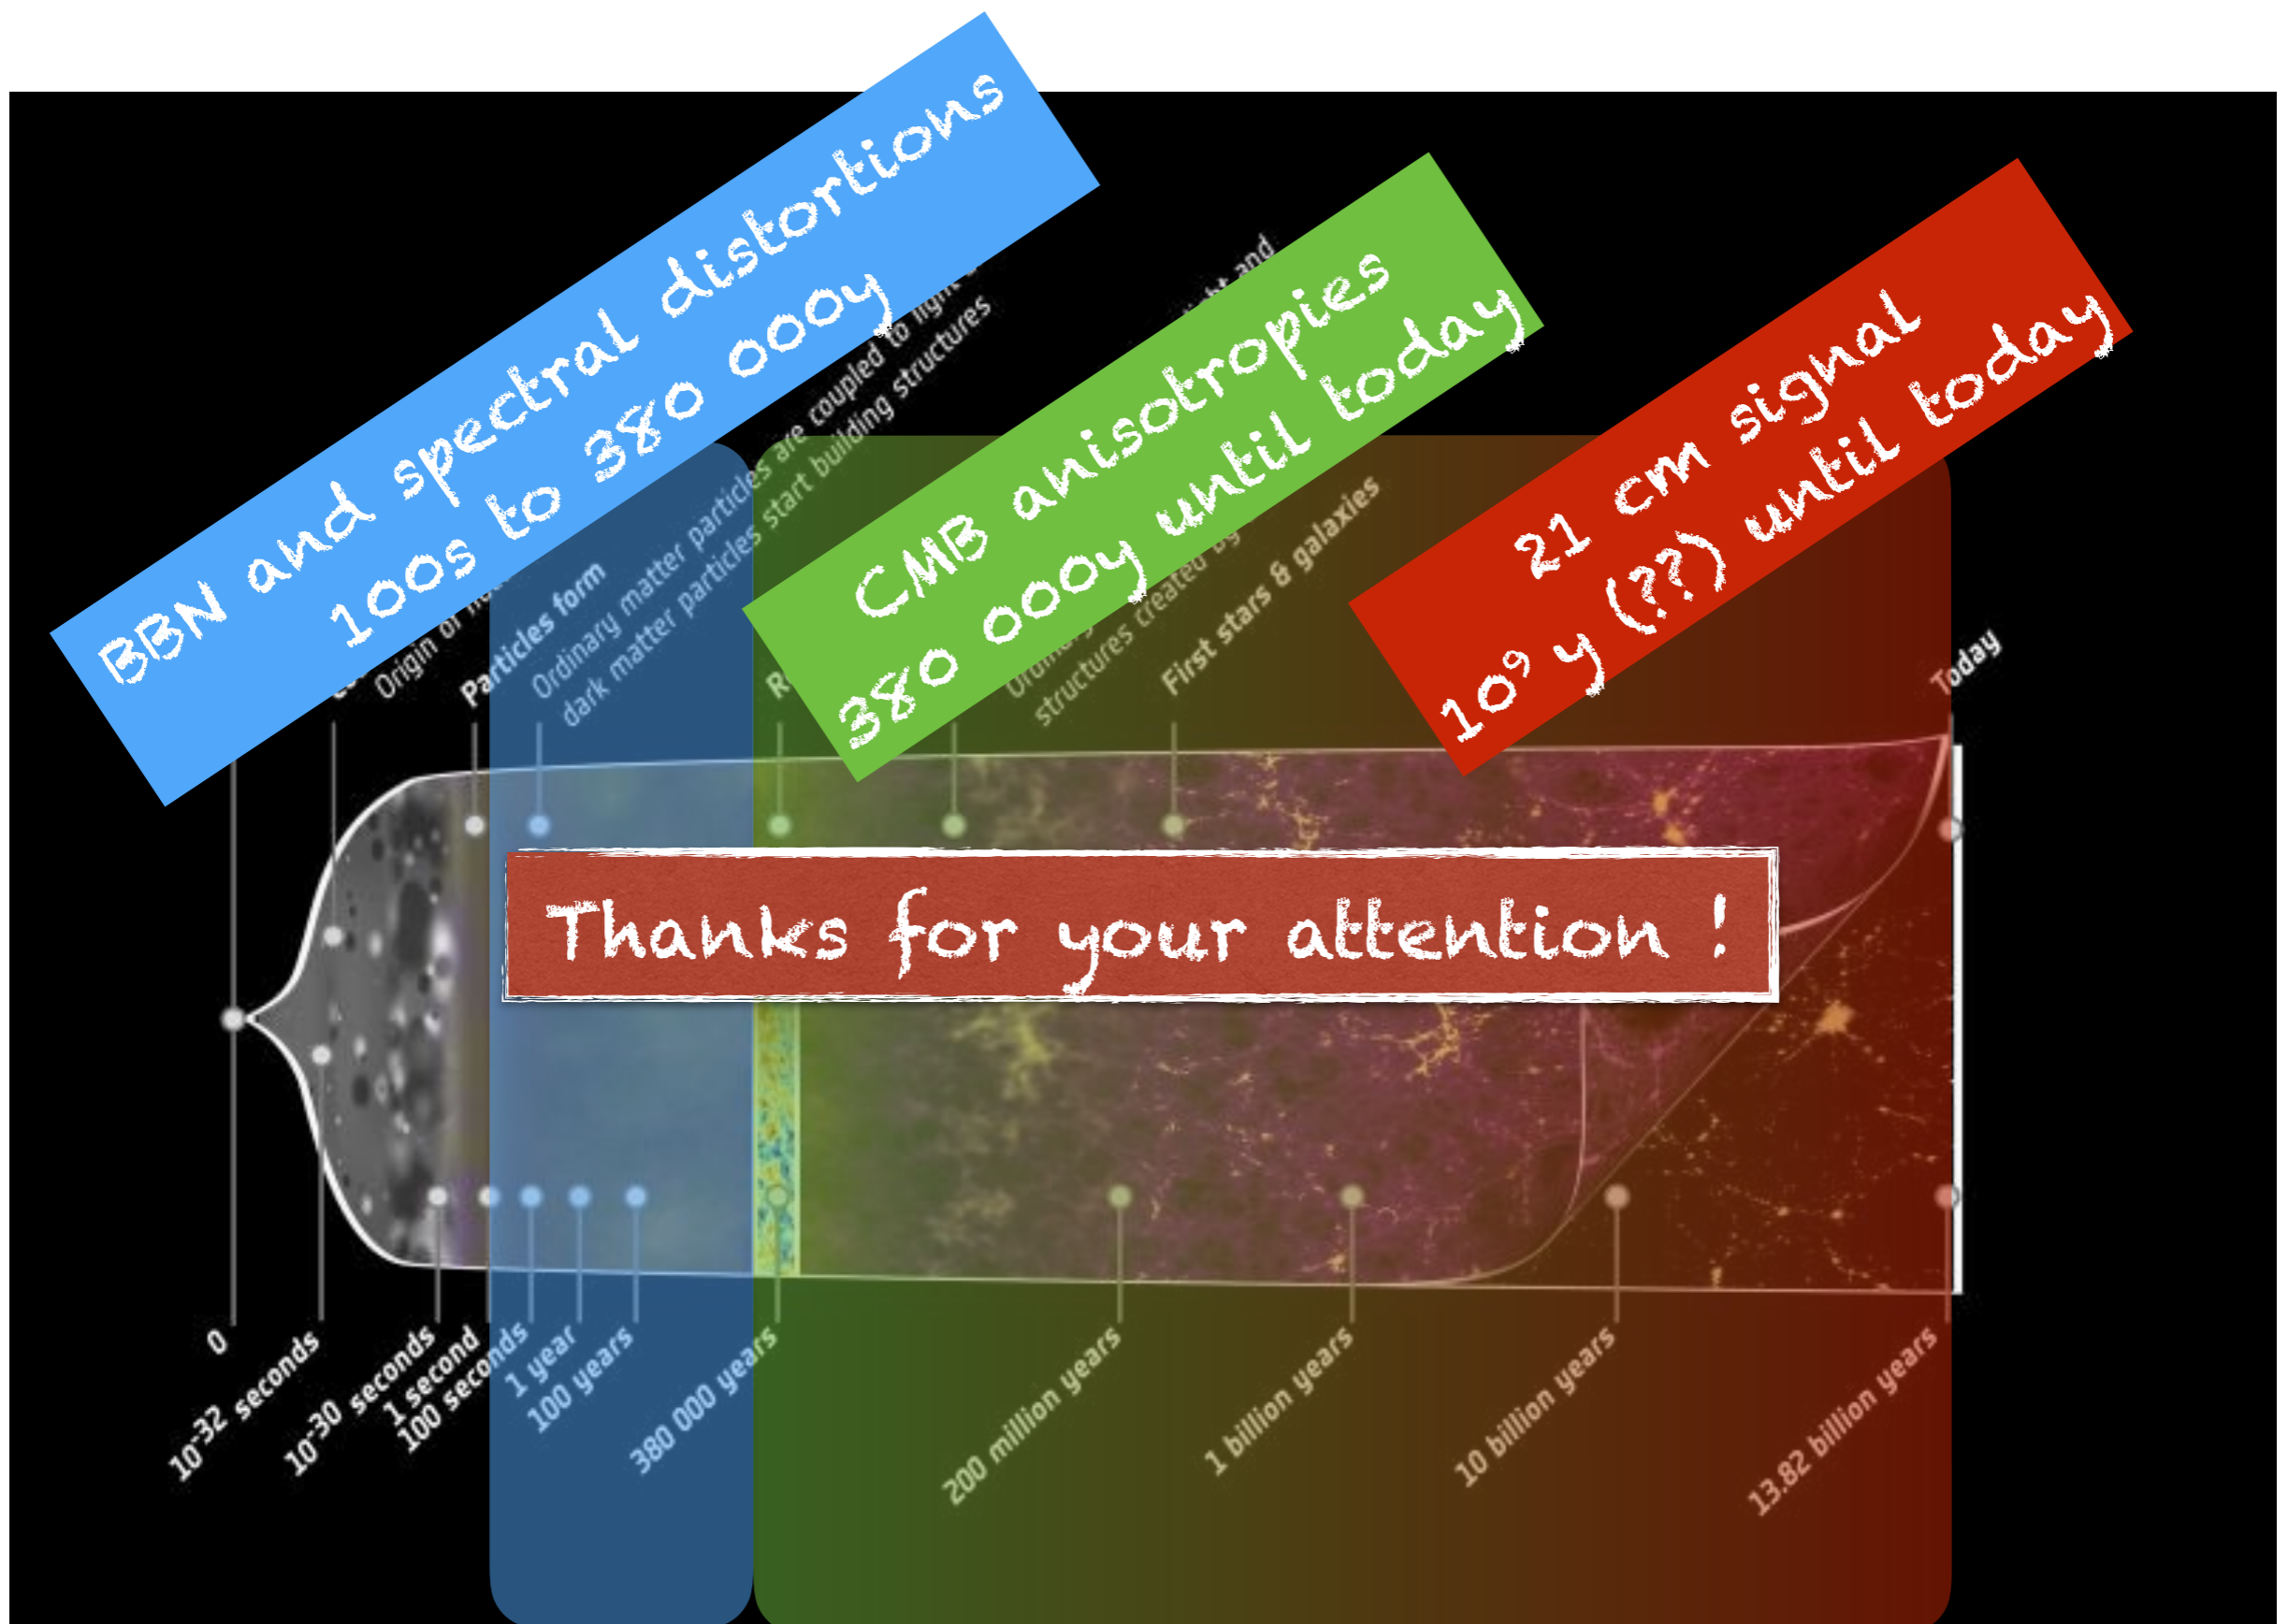 BBN and spectral distortions
100s to 380 000y
CMB anisotropies
380 000y until today
21 cm signal
10⁹ y (??) until today
Origin of
Particles form
Ordinary matter particles are coupled to light
dark matter particles start building structures
and
structures created by
First stars & galaxies
Today
Thanks for your attention !
0
10⁻³² seconds
10⁻³⁰ seconds
1 second
100 seconds
1 year
100 years
380 000 years
200 million years
1 billion years
10 billion years
13.82 billion years